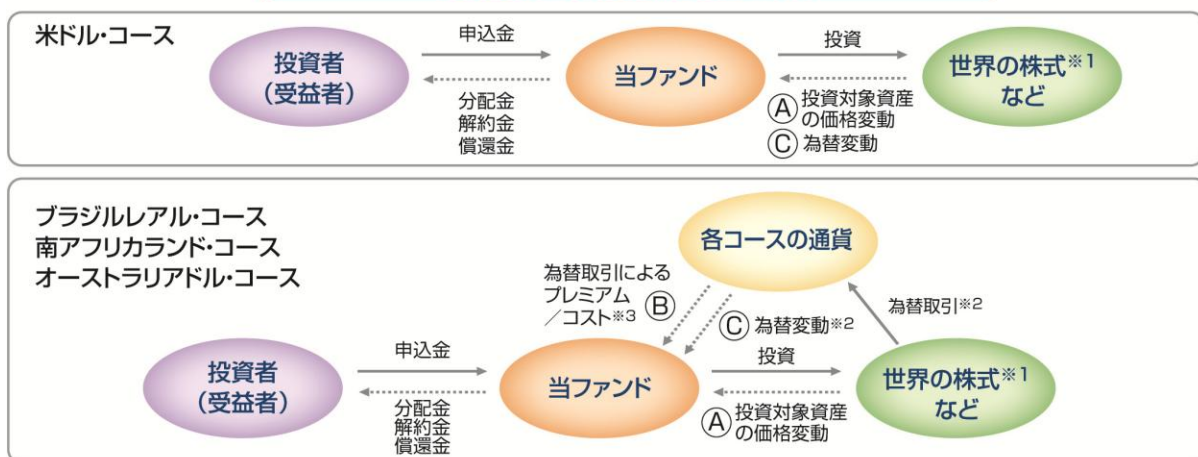 米ドル・コース
投資者
（受益者）
申込金
分配金
解約金
償還金
当ファンド
投資
Ⓐ 投資対象資産
の価格変動
Ⓒ 為替変動
世界の株式※1
など
ブラジルレアル・コース
南アフリカランド・コース
オーストラリアドル・コース
各コースの通貨
為替取引による
プレミアム
／コスト※3 Ⓑ
Ⓒ 為替変動※2
為替取引※2
投資者
（受益者）
申込金
分配金
解約金
償還金
当ファンド
投資
Ⓐ 投資対象資産
の価格変動
世界の株式※1
など